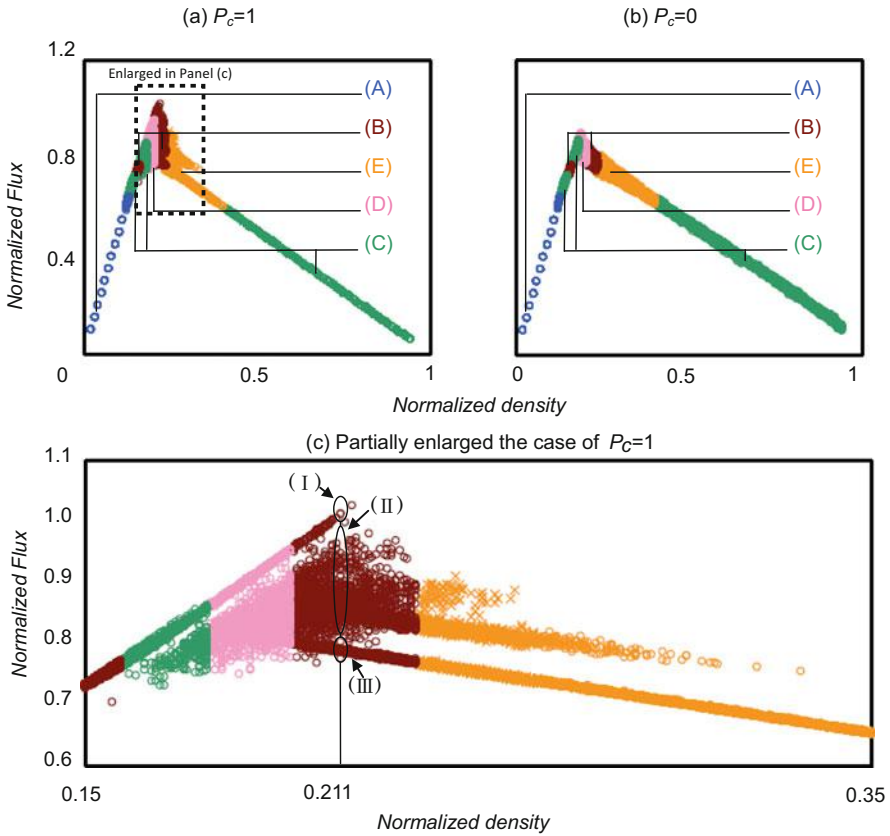 (a) Pc=1
(b) Pc=0
1.2
Enlarged in Panel (c)
(A)
(A)
(B)
(B)
0.8
(E)
(E)
(D)
(D)
0.4
(C)
(C)
Normalized Flux
0
0.5
1
0
0.5
1
Normalized density
Normalized density
(c) Partially enlarged the case of Pc=1
1.1
(Ⅰ)
(Ⅱ)
1.0
0.9
0.8
(Ⅲ)
0.7
0.6
Normalized Flux
0.15
0.211
0.35
Normalized density